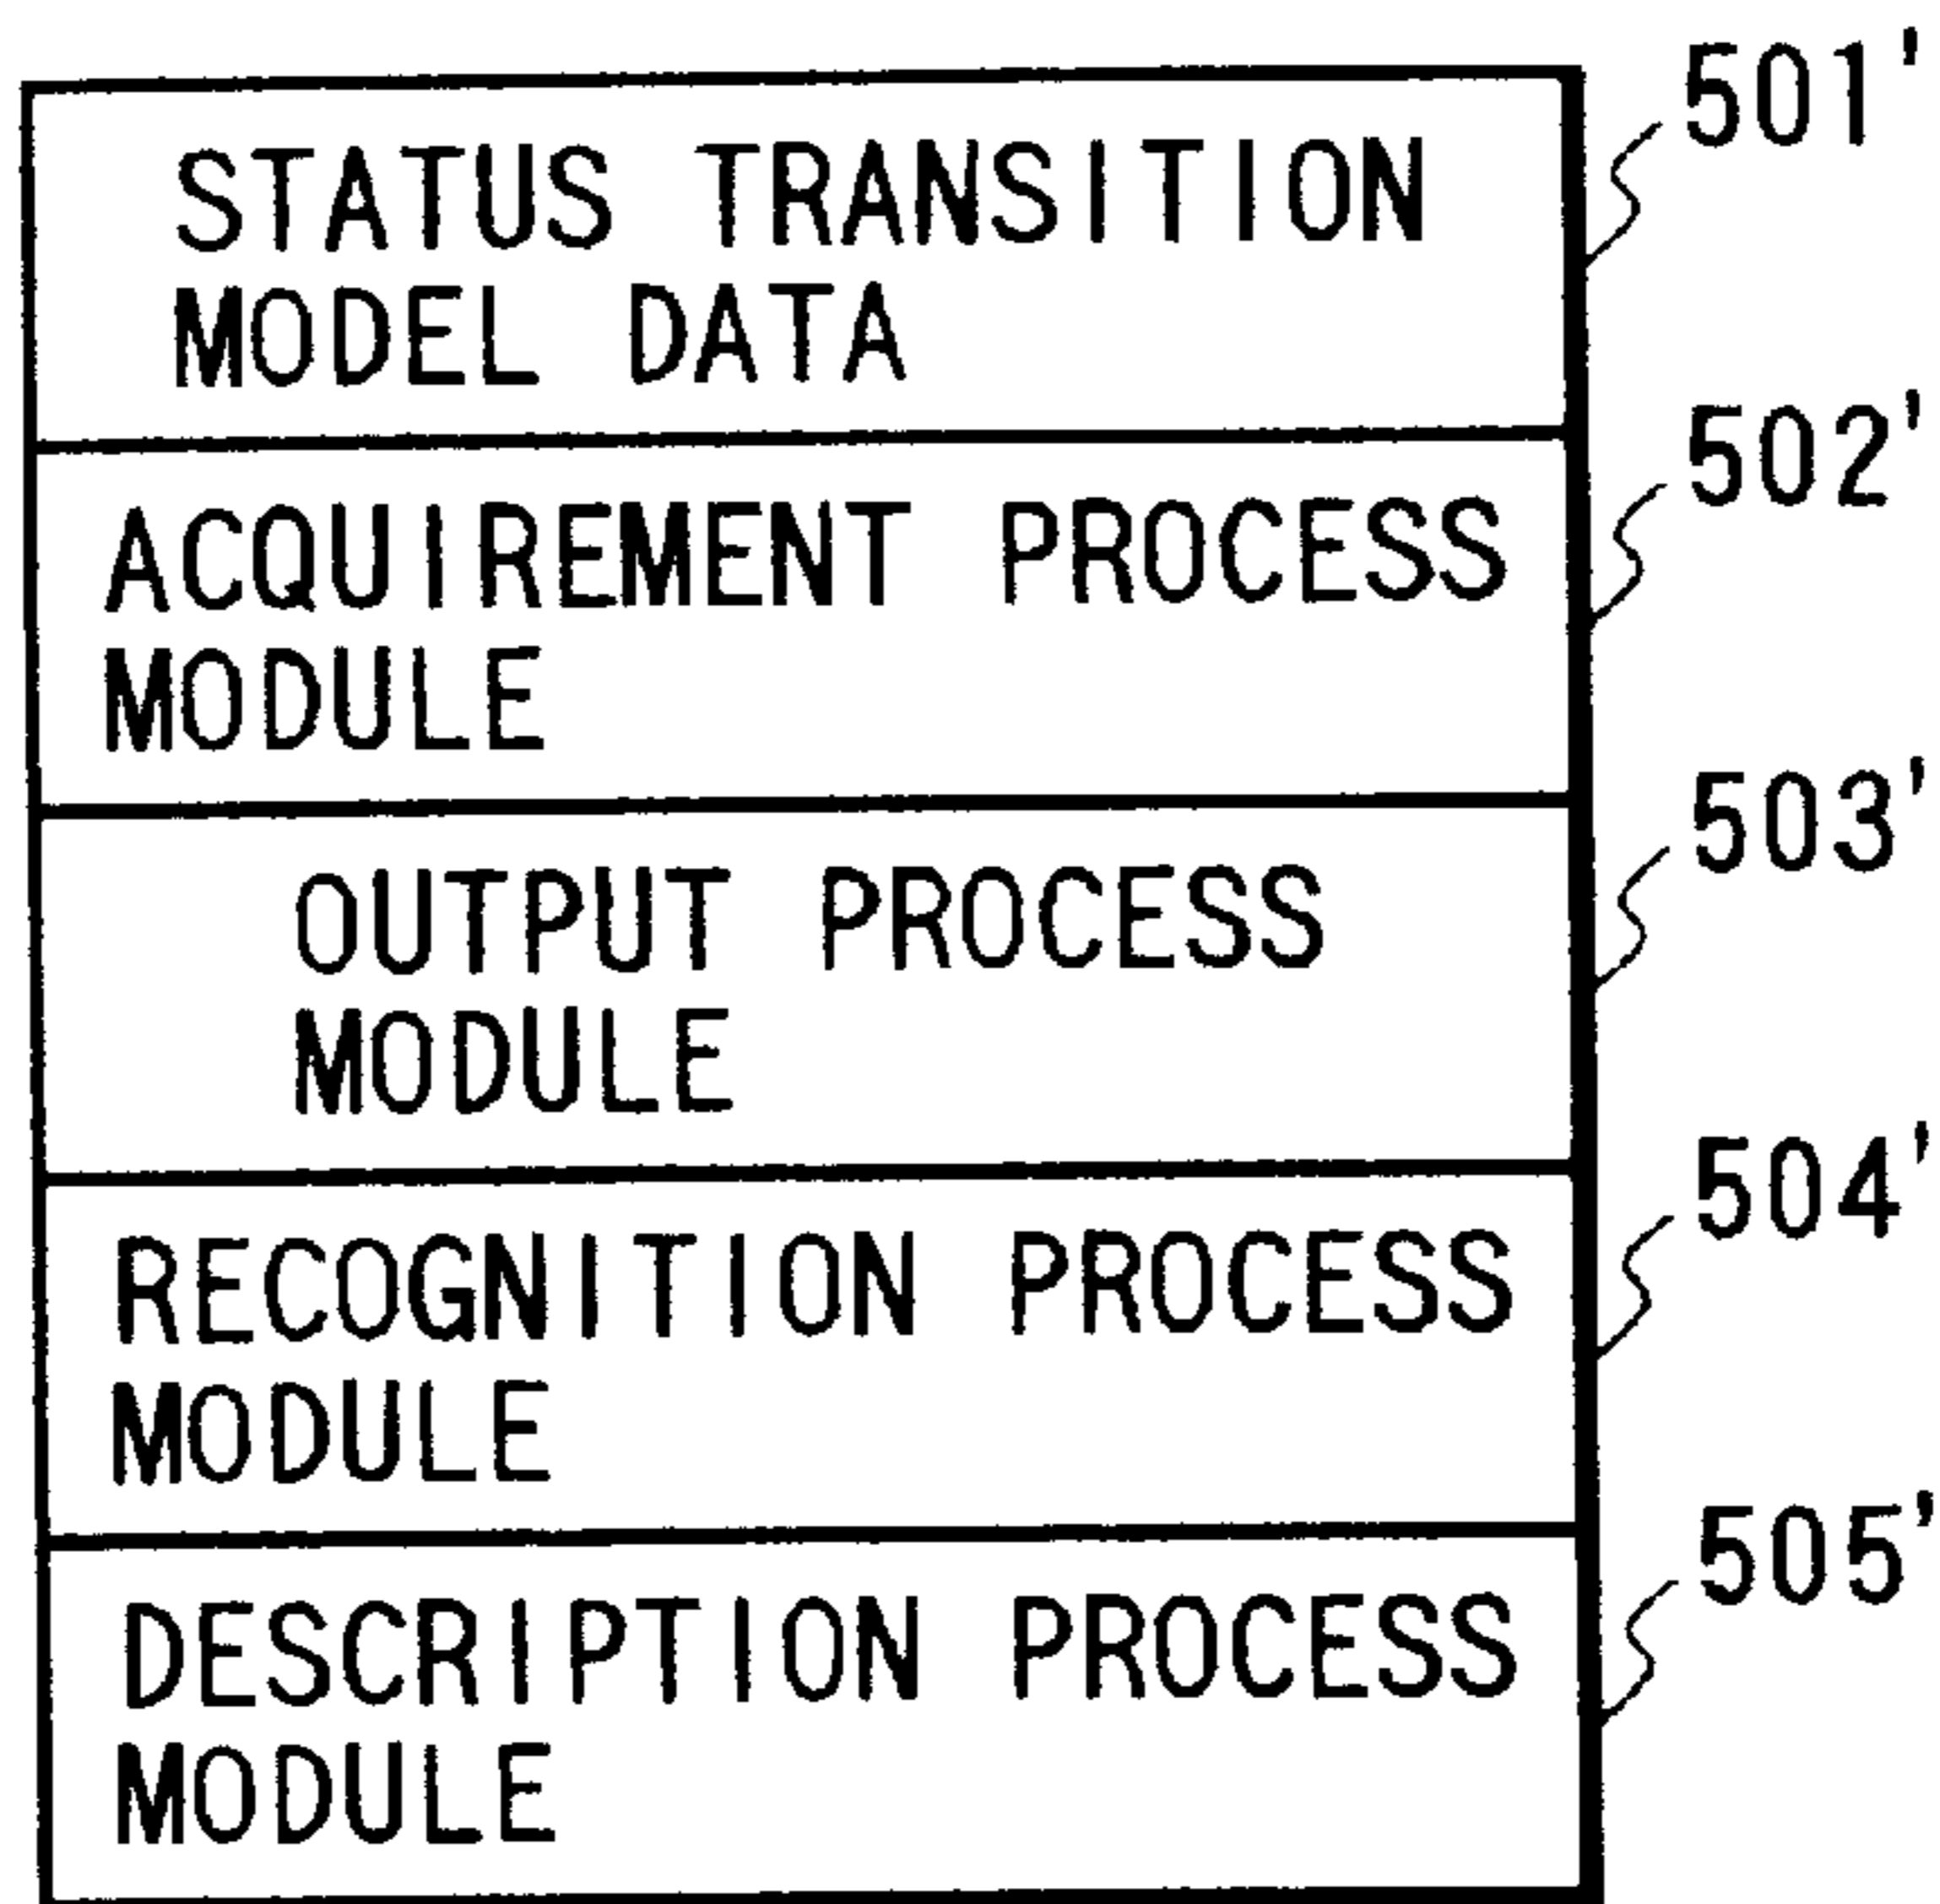 501'
STATUS TRANSITION
MODEL DATA
502'
ACQUIREMENT PROCESS
MODULE
503'
OUTPUT PROCESS
MODULE
504'
RECOGNITION PROCESS
MODULE
505'
DESCRIPTION PROCESS
MODULE